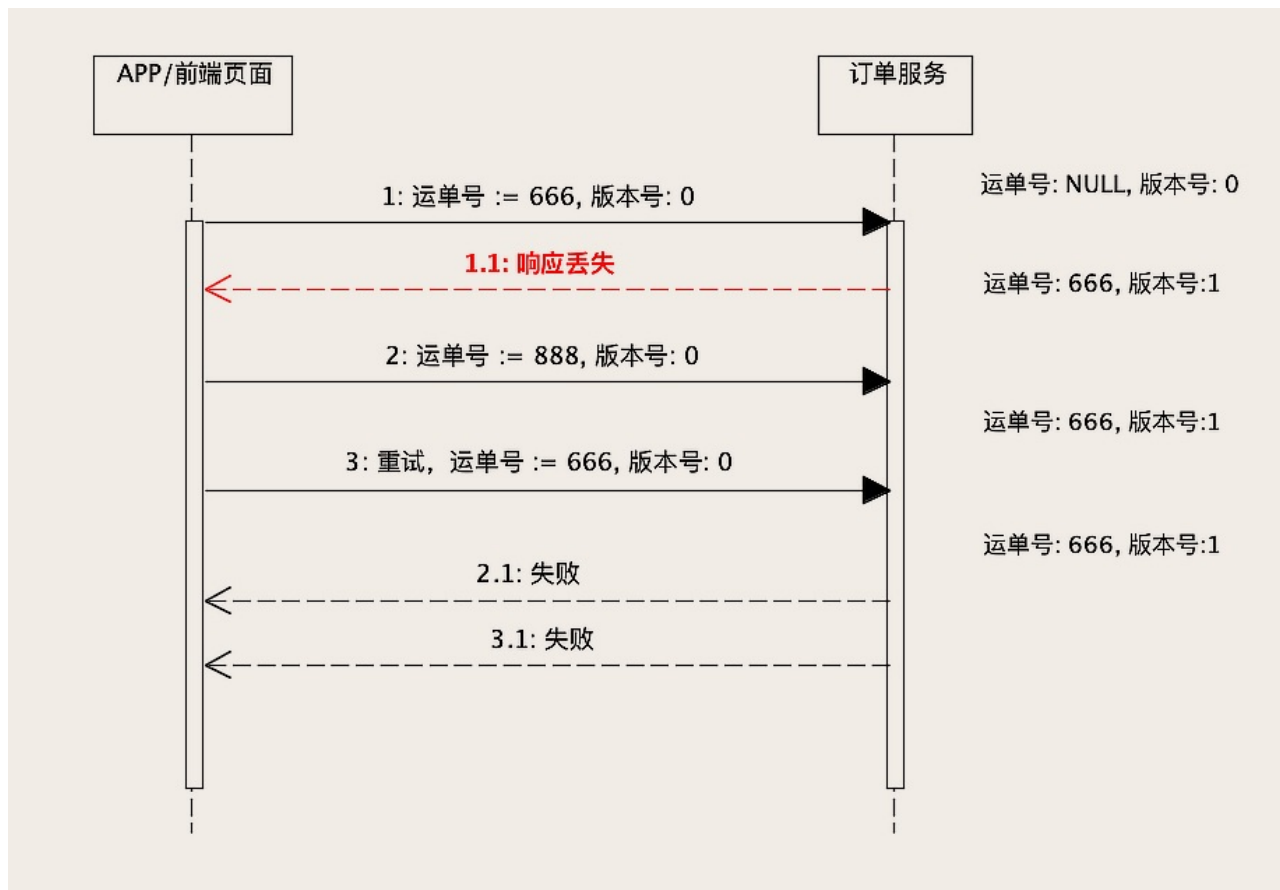 APP/前端页面
订单服务
1: 运单号 := 666, 版本号: 0
运单号: NULL, 版本号: 0
1.1: 响应丢失
运单号: 666, 版本号:1
2: 运单号 := 888, 版本号: 0
运单号: 666, 版本号:1
3: 重试，运单号 := 666, 版本号: 0
运单号: 666, 版本号:1
2.1: 失败
3.1: 失败